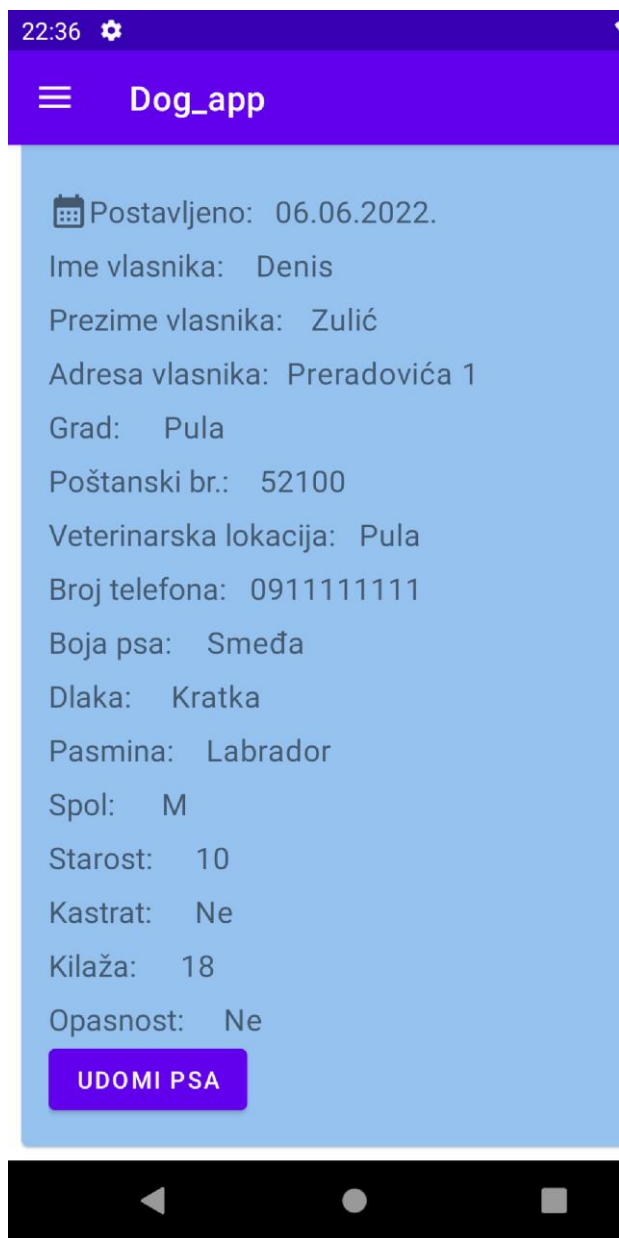 22:36
Dog_app
Postavljeno: 06.06.2022.
Ime vlasnika: Denis
Prezime vlasnika: Zulić
Adresa vlasnika: Preradovića 1
Grad: Pula
Poštanski br.: 52100
Veterinarska lokacija: Pula
Broj telefona: 0911111111
Boja psa: Smeđa
Dlaka: Kratka
Pasmina: Labrador
Spol: M
Starost: 10
Kastrat: Ne
Kilaža: 18
Opasnost: Ne
UDOMI PSA